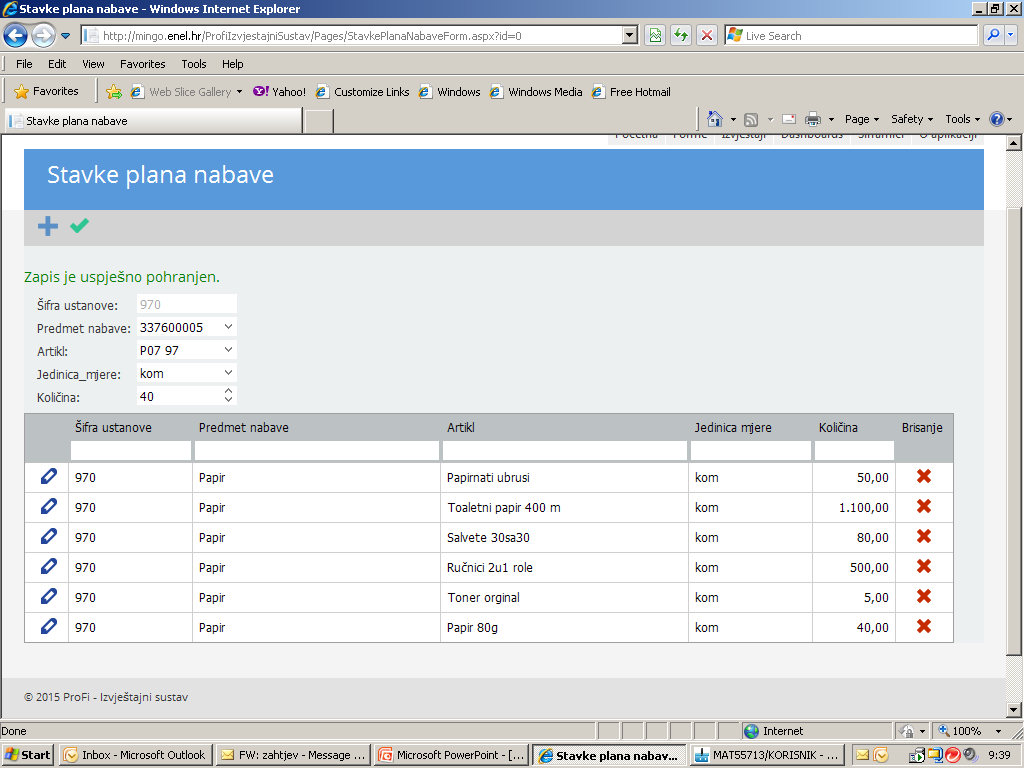 Stavke plana nabave - Windows Internet Explorer
http://mingo.enel.hr/ProfiIzvjestajniSustav/Pages/StavkePlanaNabaveForm.aspx?id=0
Live Search
File Edit View Favorites Tools Help
Favorites Web Slice Gallery Yahoo! Customize Links Windows Windows Media Free Hotmail
Stavke plana nabave
Page Safety Tools
Početna Forme Izvještaji Dashboards Šifarnici O aplikaciji
Stavke plana nabave
Zapis je uspješno pohranjen.
Šifra ustanove: 970
Predmet nabave: 337600005
Artikl: P07 97
Jedinica_mjere: kom
Količina: 40
Šifra ustanove Predmet nabave Artikl Jedinica mjere Količina Brisanje
970 Papir Papirnati ubrusi kom 50,00
970 Papir Toaletni papir 400 m kom 1.100,00
970 Papir Salvete 30sa30 kom 80,00
970 Papir Ručnici 2u1 role kom 500,00
970 Papir Toner orginal kom 5,00
970 Papir Papir 80g kom 40,00
© 2015 ProFi - Izvještajni sustav
Done Internet 100%
Start Inbox - Microsoft Outlook FW: zahtjev - Message ... Microsoft PowerPoint - [... Stavke plana nabav... MAT55713/KORISNIK - ... 9:39